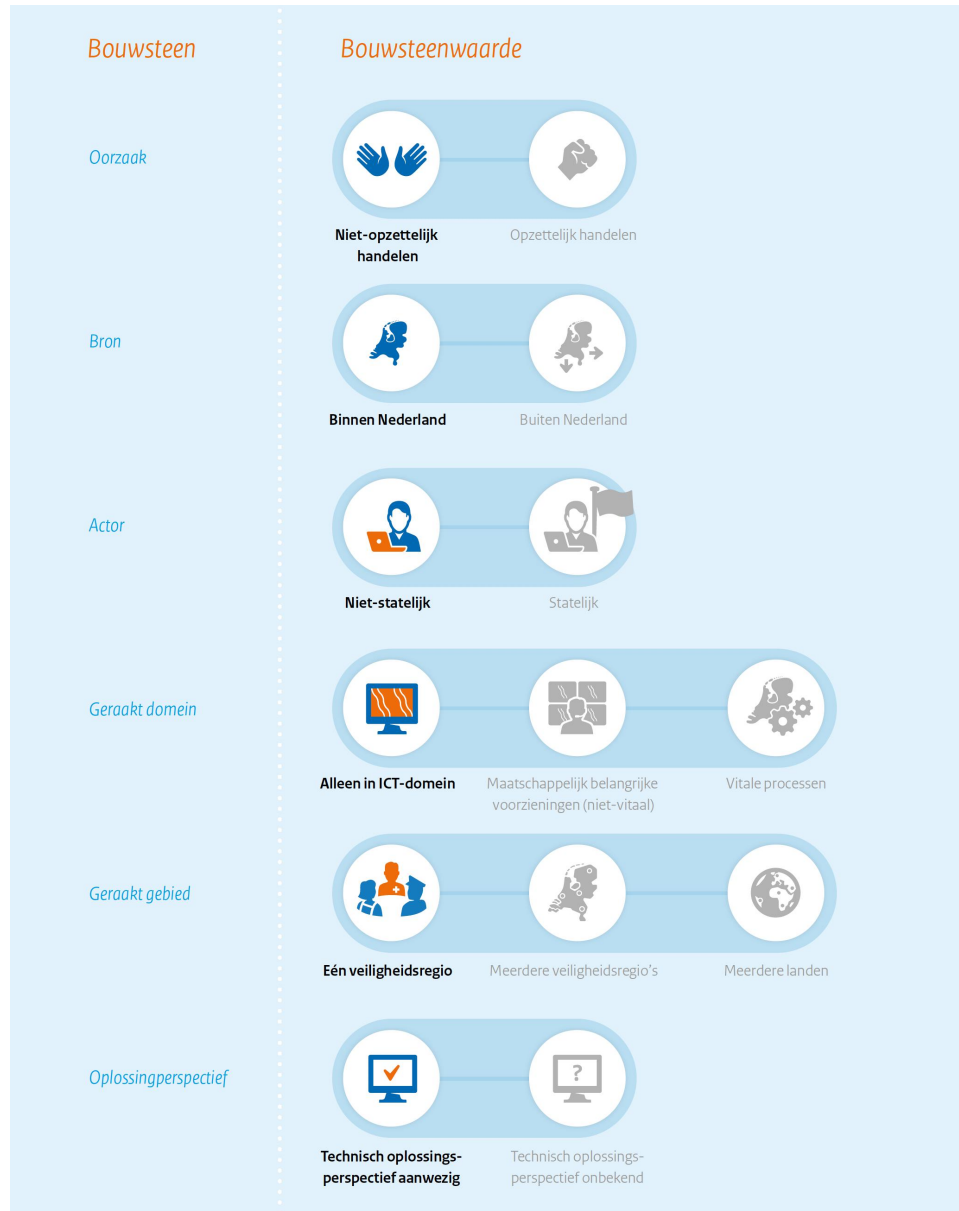 Bouwsteen
Bouwsteenwaarde
Oorzaak
Niet-opzettelijk
handelen
Opzettelijk handelen
Bron
Binnen Nederland
Buiten Nederland
Actor
Niet-statelijk
Statelijk
Geraakt domein
Alleen in ICT-domein
Maatschappelijk belangrijke
voorzieningen (niet-vitaal)
Vitale processen
Geraakt gebied
Eén veiligheidsregio
Meerdere veiligheidsregio's
Meerdere landen
Oplossingperspectief
?
Technisch oplossings-
perspectief aanwezig
Technisch oplossings-
perspectief onbekend